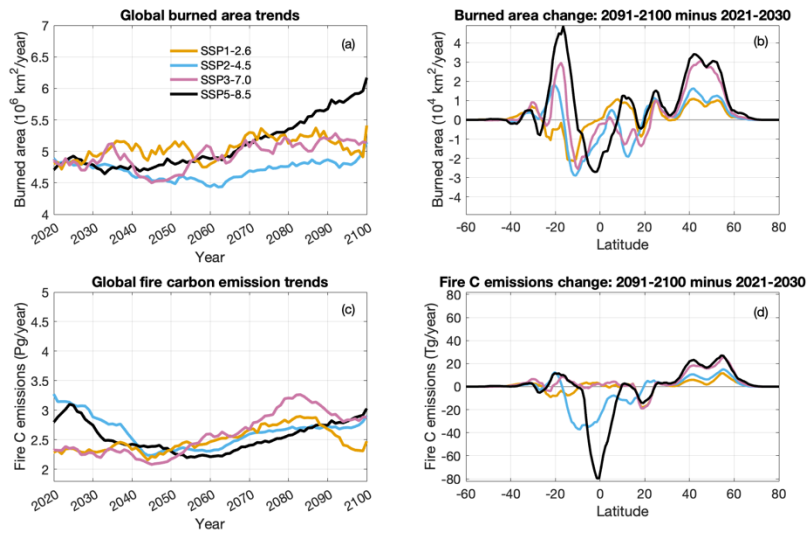 Global burned area trends
(a)
SSP1-2.6
SSP2-4.5
SSP3-7.0
SSP5-8.5
Burned area (10⁶ km²/year)
7
6.5
6
5.5
5
4.5
4
2020 2030 2040 2050 2060 2070 2080 2090 2100
Year
Burned area change: 2091-2100 minus 2021-2030
(b)
Burned area (10⁴ km²/year)
4
3
2
1
0
-1
-2
-3
-4
-60 -40 -20 0 20 40 60 80
Latitude
Global fire carbon emission trends
(c)
Fire C emissions (Pg/year)
5
4.5
4
3.5
3
2.5
2
2020 2030 2040 2050 2060 2070 2080 2090 2100
Year
Fire C emissions change: 2091-2100 minus 2021-2030
(d)
Fire C emissions (Tg/year)
80
60
40
20
0
-20
-40
-60
-80
-60 -40 -20 0 20 40 60 80
Latitude